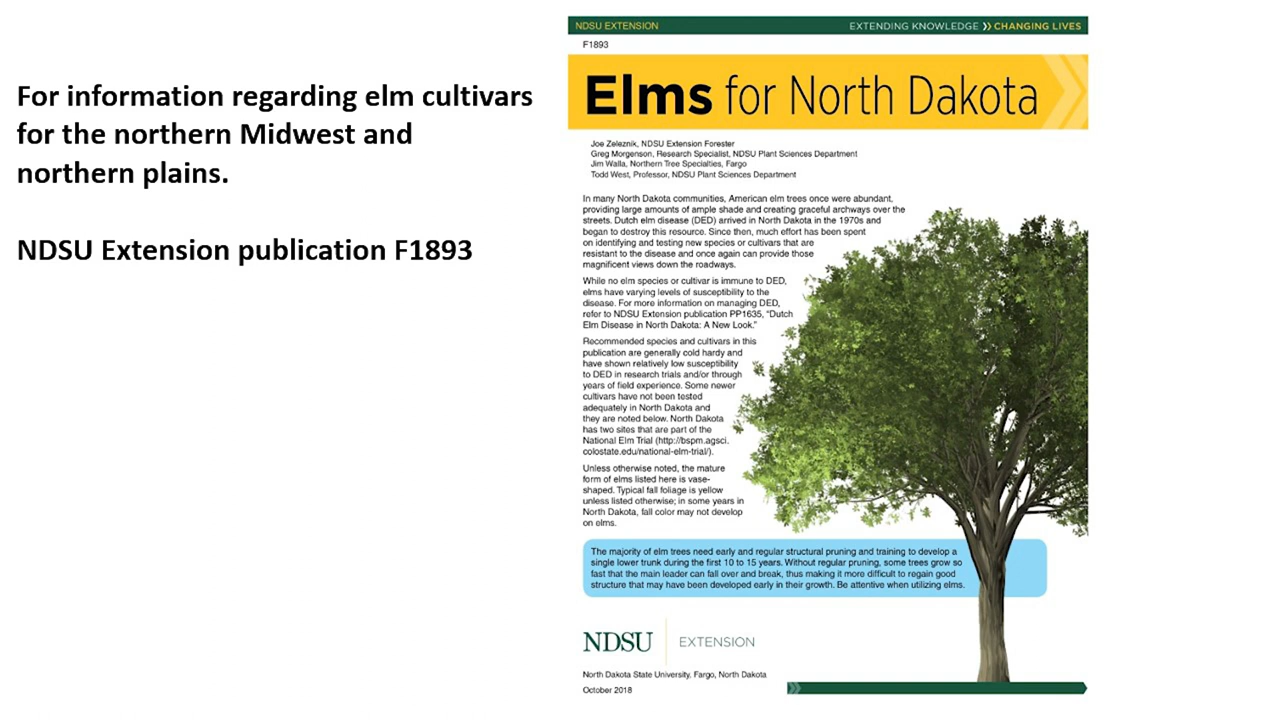 For information regarding elm cultivars
for the northern Midwest and
northern plains.
NDSU Extension publication F1893
NDSU EXTENSION
EXTENDING KNOWLEDGE CHANGING LIVES
F1893
Elms for North Dakota
Joe Zeleznik, NDSU Extension Forester
Greg Morgenson, Research Specialist, NDSU Plant Sciences Department
Jim Walla, Northern Tree Specialties, Fargo
Todd West, Professor, NDSU Plant Sciences Department
In many North Dakota communities, American elm trees once were abundant,
providing large amounts of ample shade and creating graceful archways over the
streets. Dutch elm disease (DED) arrived in North Dakota in the 1970s and
began to destroy this resource. Since then, much effort has been spent
on identifying and testing new species or cultivars that are
resistant to the disease and once again can provide those
magnificent views down the roadways.
While no elm species or cultivar is immune to DED,
elms have varying levels of susceptibility to the
disease. For more information on managing DED,
refer to NDSU Extension publication PP1635, “Dutch
Elm Disease in North Dakota: A New Look.”
Recommended species and cultivars in this
publication are generally cold hardy and
have shown relatively low susceptibility
to DED in research trials and/or through
years of field experience. Some newer
cultivars have not been tested
adequately in North Dakota and
they are noted below. North Dakota
has two sites that are part of the
National Elm Trial (http://bspm.agsci.
colostate.edu/national-elm-trial/).
Unless otherwise noted, the mature
form of elms listed here is vase-
shaped. Typical fall foliage is yellow
unless listed otherwise; in some years in
North Dakota, fall color may not develop
on elms.
The majority of elm trees need early and regular structural pruning and training to develop a
single lower trunk during the first 10 to 15 years. Without regular pruning, some trees grow so
fast that the main leader can fall over and break, thus making it more difficult to regain good
structure that may have been developed early in their growth. Be attentive when utilizing elms.
NDSU EXTENSION
North Dakota State University, Fargo, North Dakota
October 2018